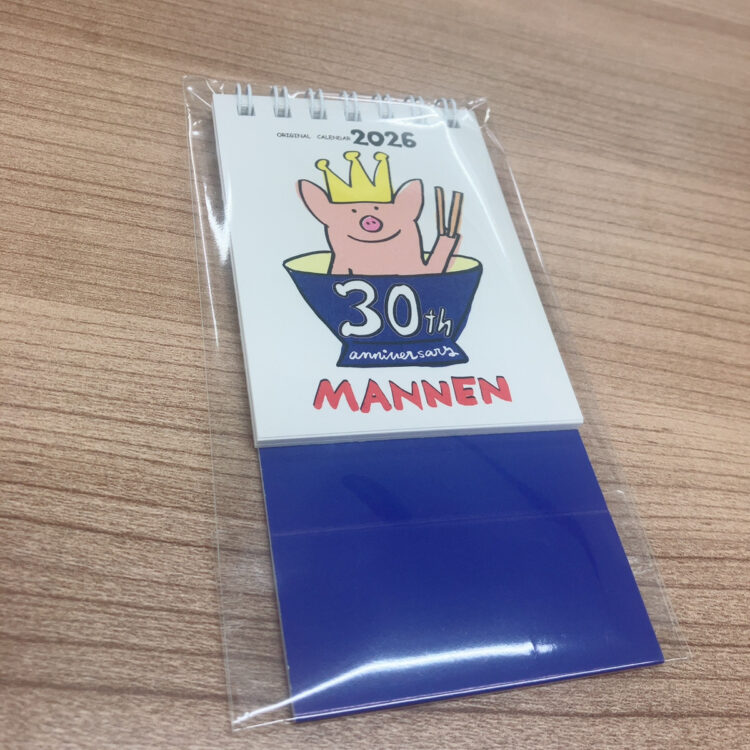 ORIGINAL CALENDAR 2026
30th
anniversary
MANNEN